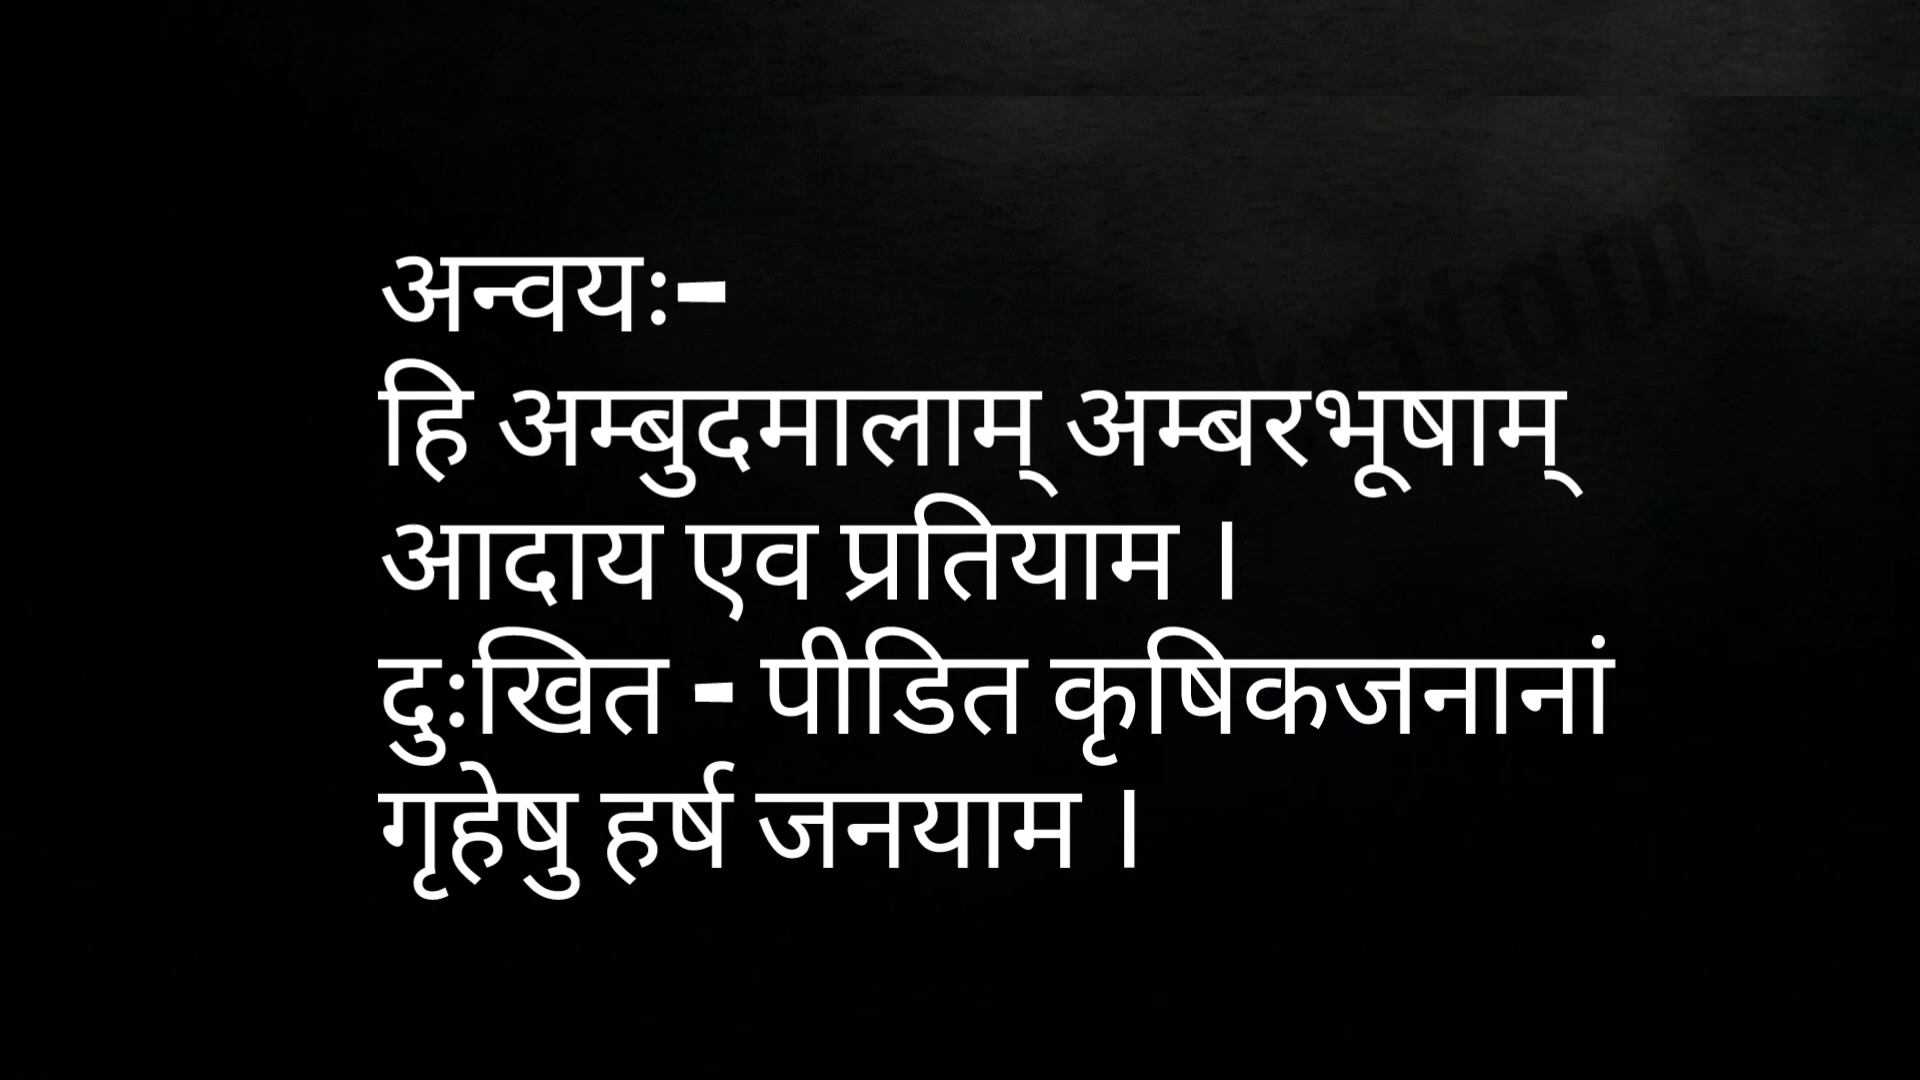 अन्वयः-
हि अम्बुदमालाम् अम्बरभूषाम्
आदाय एव प्रतियाम ।
दुःखित - पीडित कृषिकजनानां
गृहेषु हर्ष जनयाम ।